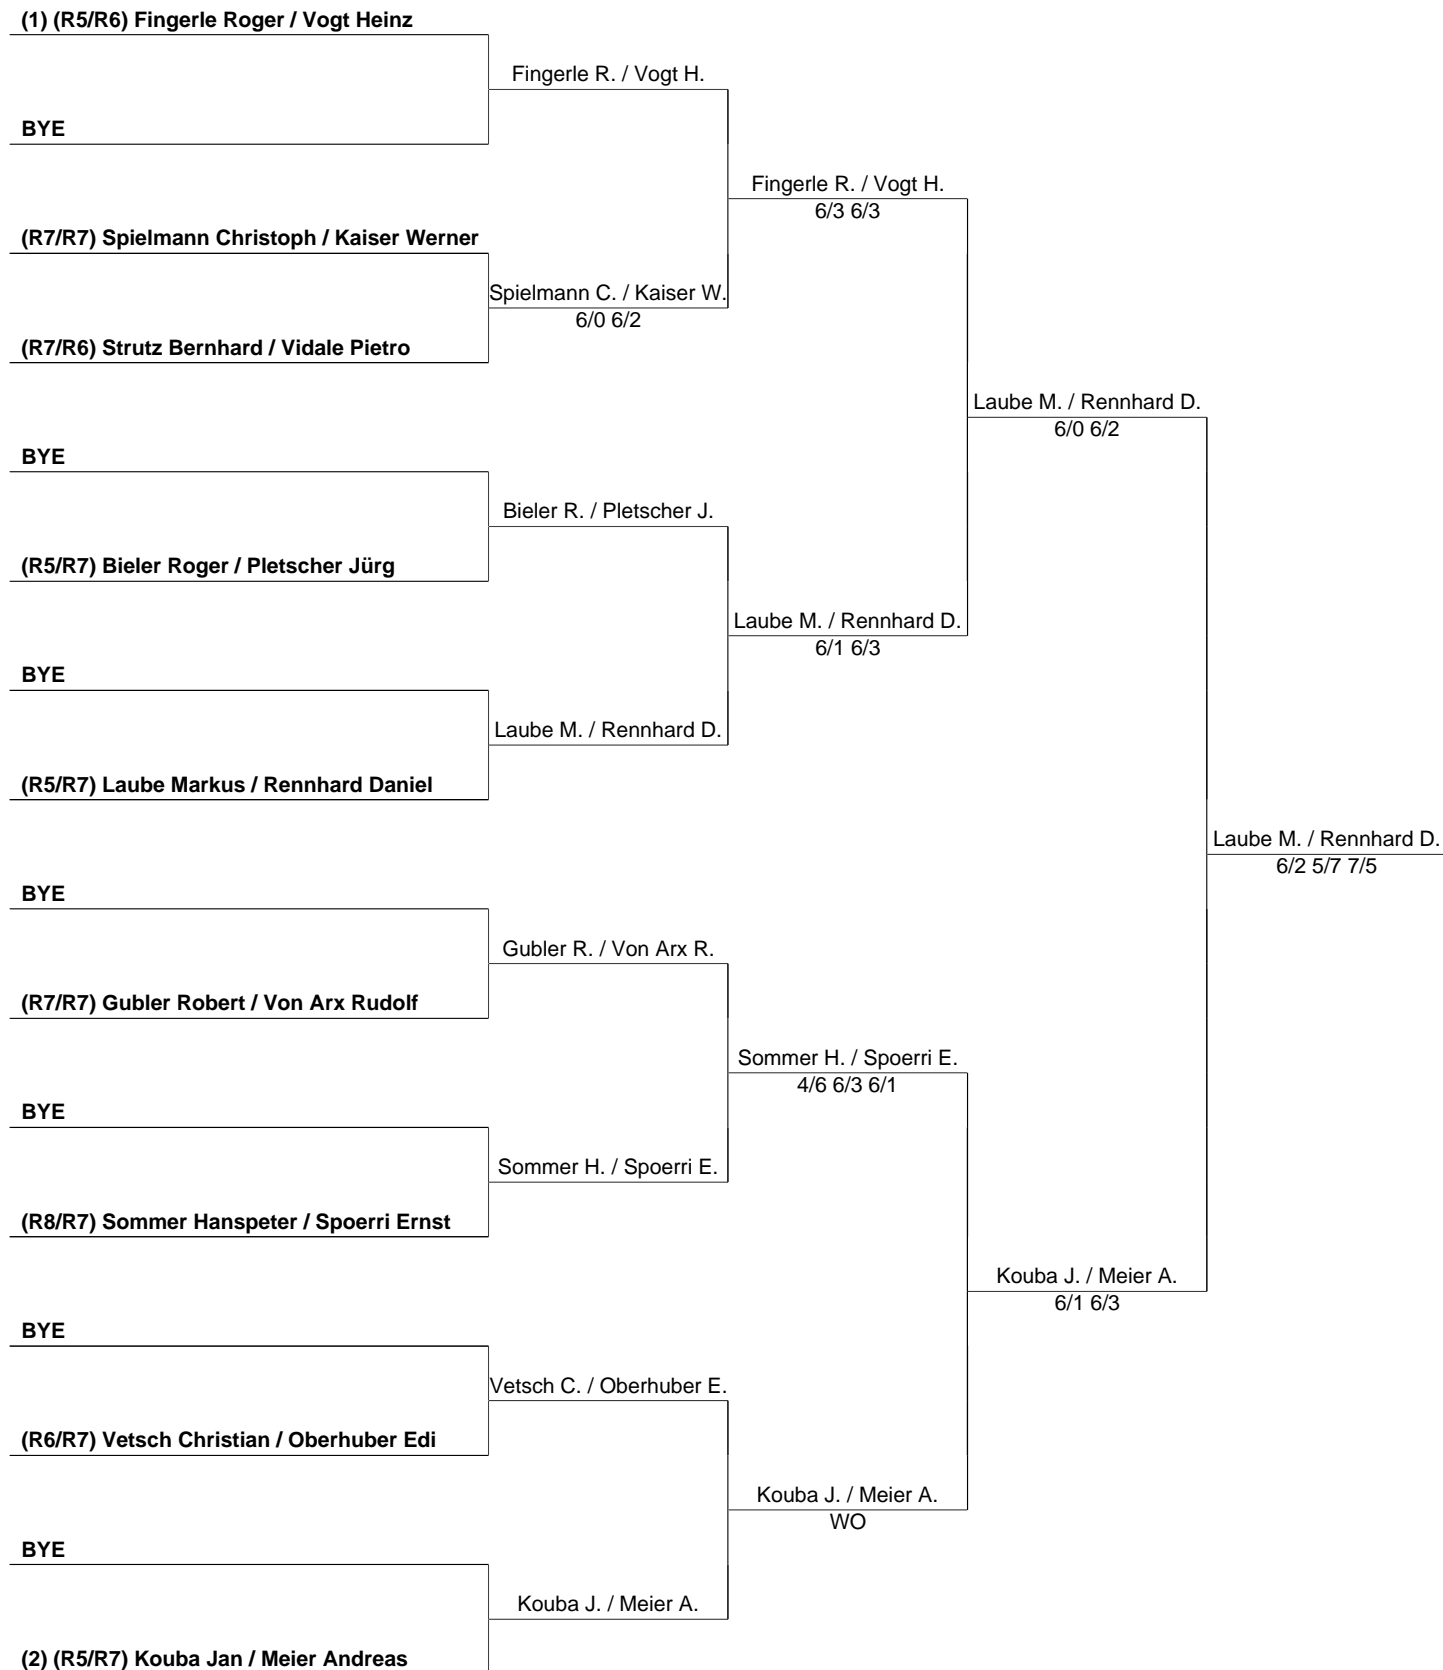 (1) (R5/R6) Fingerle Roger / Vogt Heinz
Fingerle R. / Vogt H.
BYE
Fingerle R. / Vogt H.
6/3 6/3
(R7/R7) Spielmann Christoph / Kaiser Werner
Spielmann C. / Kaiser W.
6/0 6/2
(R7/R6) Strutz Bernhard / Vidale Pietro
Laube M. / Rennhard D.
6/0 6/2
BYE
Bieler R. / Pletscher J.
(R5/R7) Bieler Roger / Pletscher Jürg
Laube M. / Rennhard D.
6/1 6/3
BYE
Laube M. / Rennhard D.
(R5/R7) Laube Markus / Rennhard Daniel
Laube M. / Rennhard D.
6/2 5/7 7/5
BYE
Gubler R. / Von Arx R.
(R7/R7) Gubler Robert / Von Arx Rudolf
Sommer H. / Spoerri E.
4/6 6/3 6/1
BYE
Sommer H. / Spoerri E.
(R8/R7) Sommer Hanspeter / Spoerri Ernst
Kouba J. / Meier A.
6/1 6/3
BYE
Vetsch C. / Oberhuber E.
(R6/R7) Vetsch Christian / Oberhuber Edi
Kouba J. / Meier A.
WO
BYE
Kouba J. / Meier A.
(2) (R5/R7) Kouba Jan / Meier Andreas